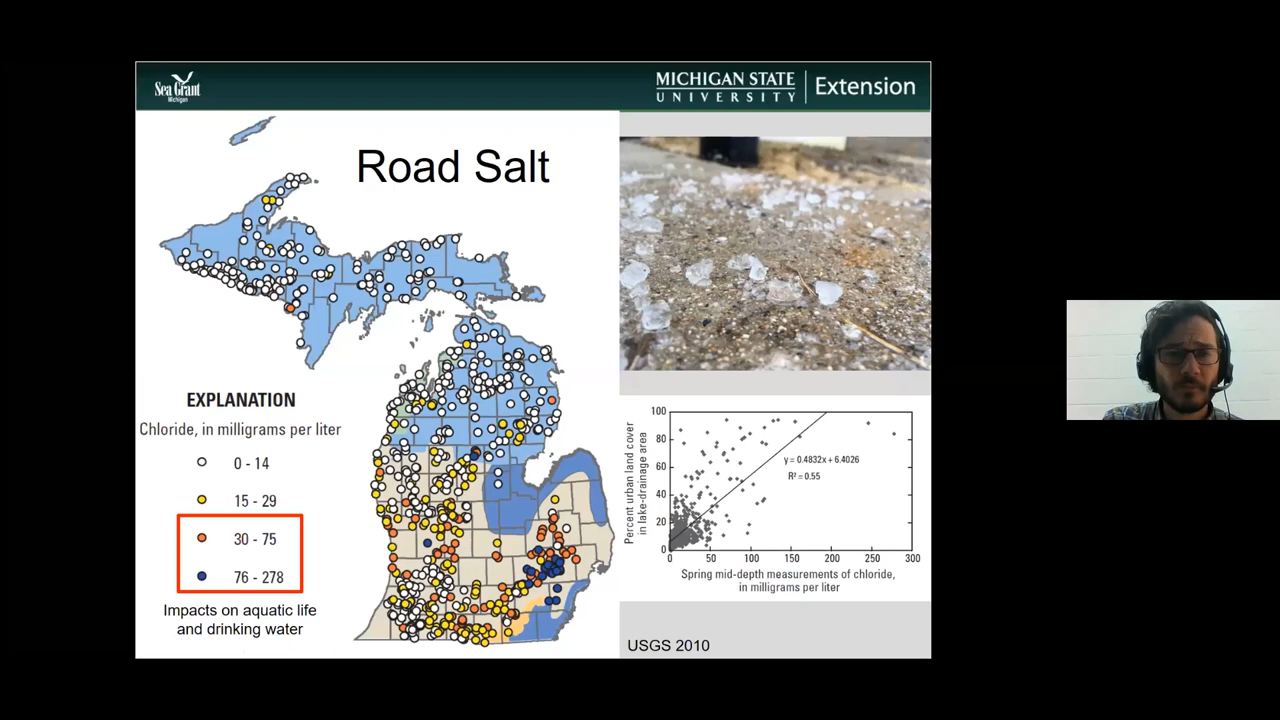 Sea Grant
Michigan
MICHIGAN STATE
UNIVERSITY
Extension
Road Salt
EXPLANATION
Chloride, in milligrams per liter
0 - 14
15 - 29
30 - 75
76 - 278
Impacts on aquatic life
and drinking water
Percent urban land cover
in lake-drainage area
100
80
60
40
20
0
y = 0.4832x + 6.4026
R² = 0.55
0 50 100 150 200 250 300
Spring mid-depth measurements of chloride,
in milligrams per liter
USGS 2010